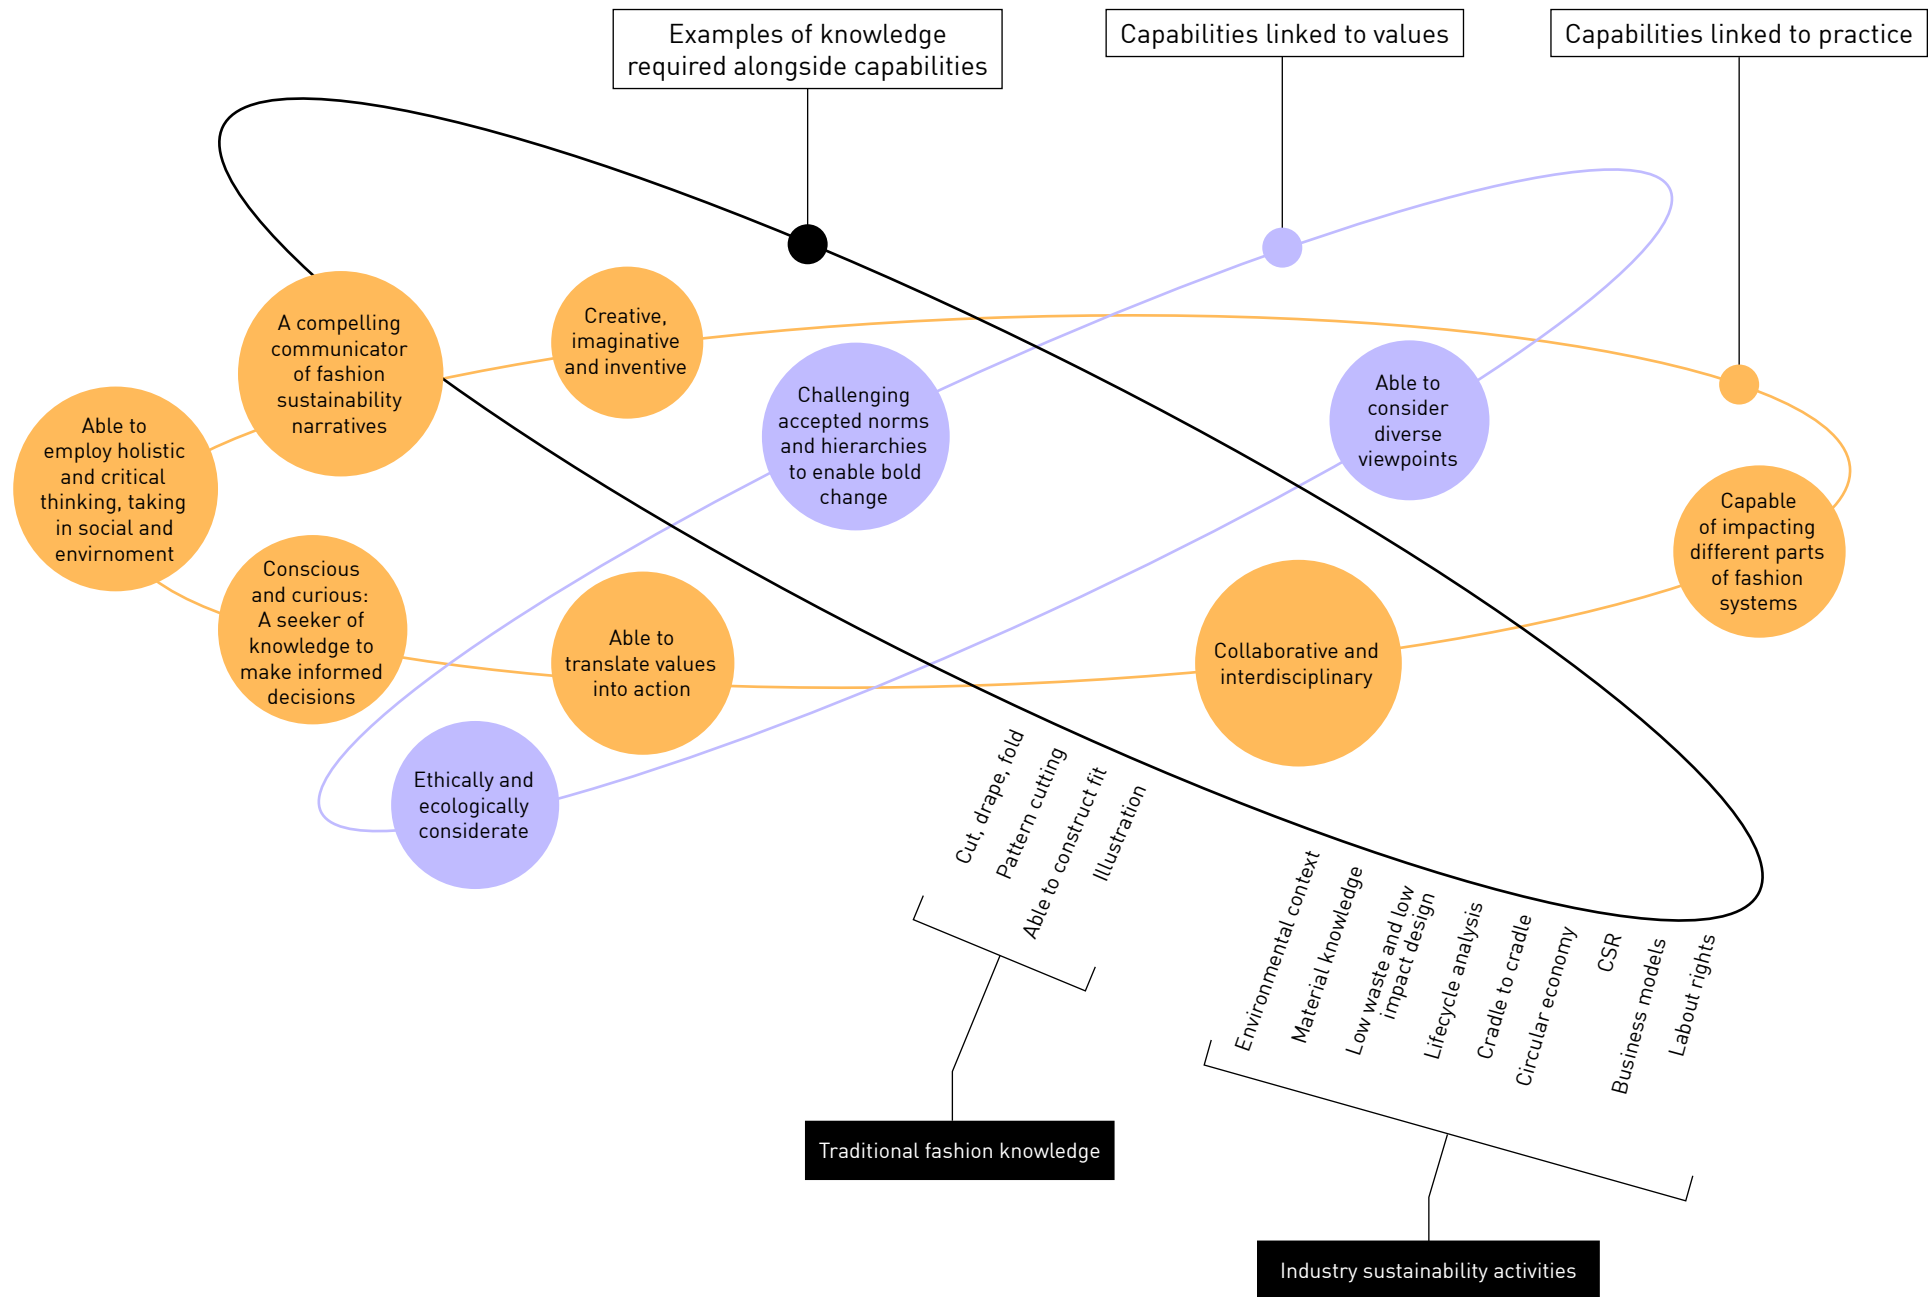 Examples of knowledge
required alongside capabilities
Capabilities linked to values
Capabilities linked to practice
A compelling
communicator
of fashion
sustainability
narratives
Creative,
imaginative
and inventive
Challenging
accepted norms
and hierarchies
to enable bold
change
Able to
consider
diverse
viewpoints
Able to
employ holistic
and critical
thinking, taking
in social and
envirnoment
Capable
of impacting
different parts
of fashion
systems
Conscious
and curious:
A seeker of
knowledge to
make informed
decisions
Able to
translate values
into action
Collaborative and
interdisciplinary
Ethically and
ecologically
considerate
Cut, drape, fold
Pattern cutting
Able to construct fit
Illustration
Environmental context
Material knowledge
Low waste and low
impact design
Lifecycle analysis
Cradle to cradle
Circular economy
CSR
Business models
Labout rights
Traditional fashion knowledge
Industry sustainability activities